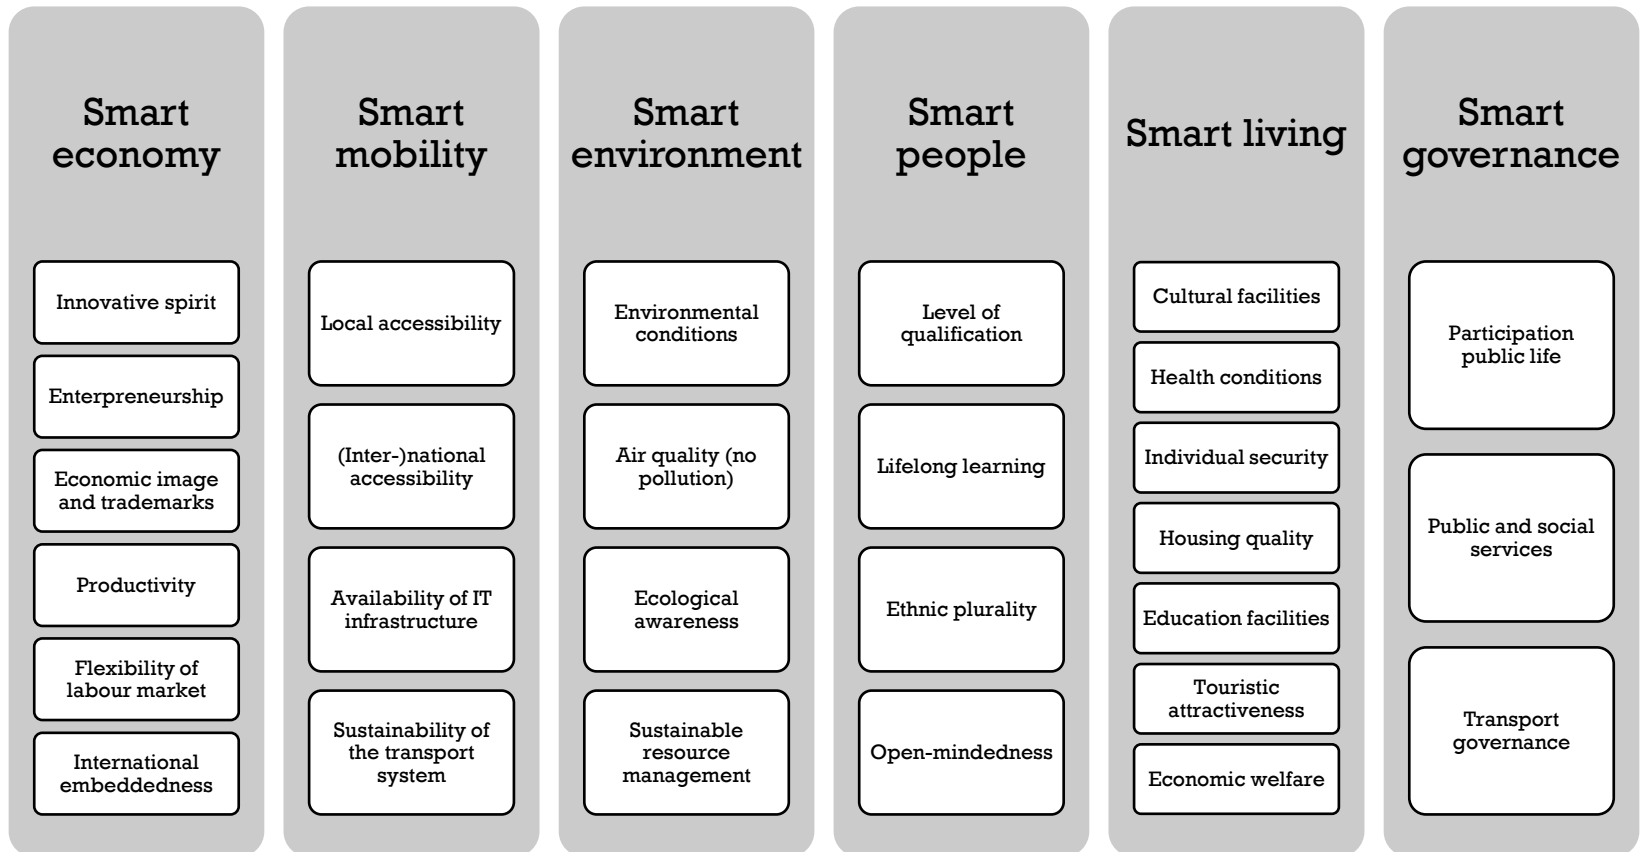 Smart
economy
Innovative spirit
Enterpreneurship
Economic image
and trademarks
Productivity
Flexibility of
labour market
International
embeddedness
Smart
mobility
Local accessibility
(Inter-)national
accessibility
Availability of IT
infrastructure
Sustainability of
the transport
system
Smart
environment
Environmental
conditions
Air quality (no
pollution)
Ecological
awareness
Sustainable
resource
management
Smart
people
Level of
qualification
Lifelong learning
Ethnic plurality
Open-mindedness
Smart living
Cultural facilities
Health conditions
Individual security
Housing quality
Education facilities
Touristic
attractiveness
Economic welfare
Smart
governance
Participation
public life
Public and social
services
Transport
governance